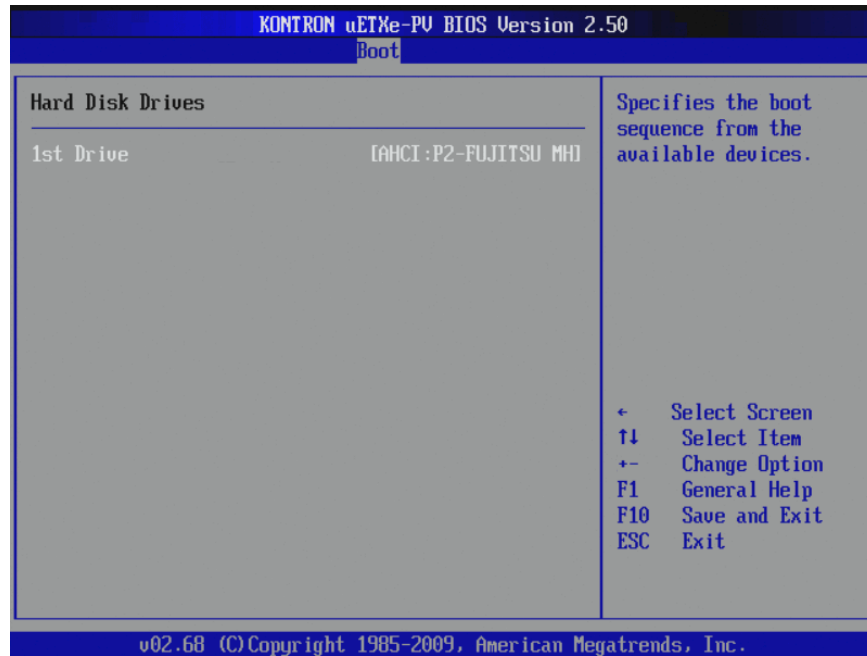 KONTRON uETXe-PV BIOS Version 2.50
Boot
Hard Disk Drives
1st Drive [AHCI:P2-FUJITSU MH]
Specifies the boot
sequence from the
available devices.
← Select Screen
↑↓ Select Item
+- Change Option
F1 General Help
F10 Save and Exit
ESC Exit
v02.68 (C)Copyright 1985-2009, American Megatrends, Inc.